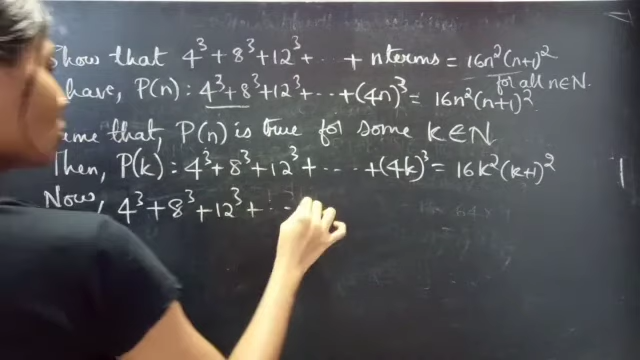 Show that 4³ + 8³ + 12³ + ... + n terms = 16n²(n+1)²
for all n∈N.
have, P(n) : 4³ + 8³ + 12³ + ... + (4n)³ = 16n²(n+1)²
that, P(n) is true for some k∈N
Then, P(k) : 4³ + 8³ + 12³ + ... ... + (4k)³ = 16k²(k+1)²
Now, 4³ + 8³ + 12³ + ...